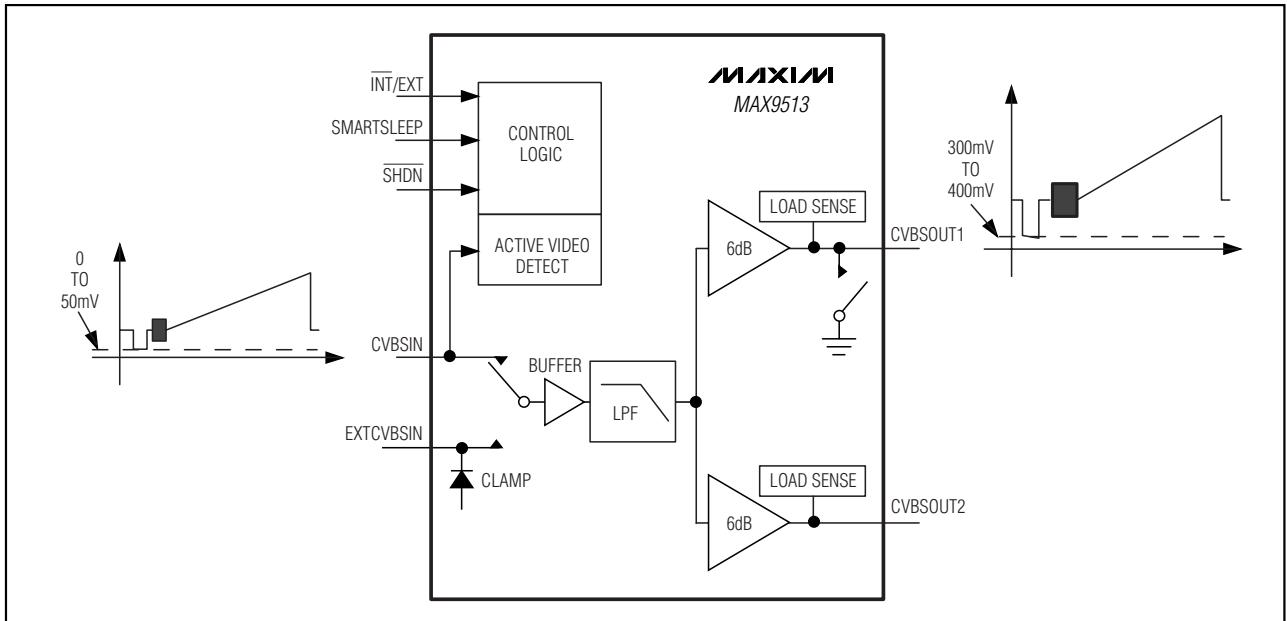 MAXIM
MAX9513
INT/EXT
SMARTSLEEP
SHDN
CONTROL
LOGIC
ACTIVE VIDEO
DETECT
LOAD SENSE
6dB
CVBSOUT1
300mV
TO
400mV
0
TO
50mV
CVBSIN
BUFFER
LPF
EXTCVBSIN
CLAMP
LOAD SENSE
6dB
CVBSOUT2